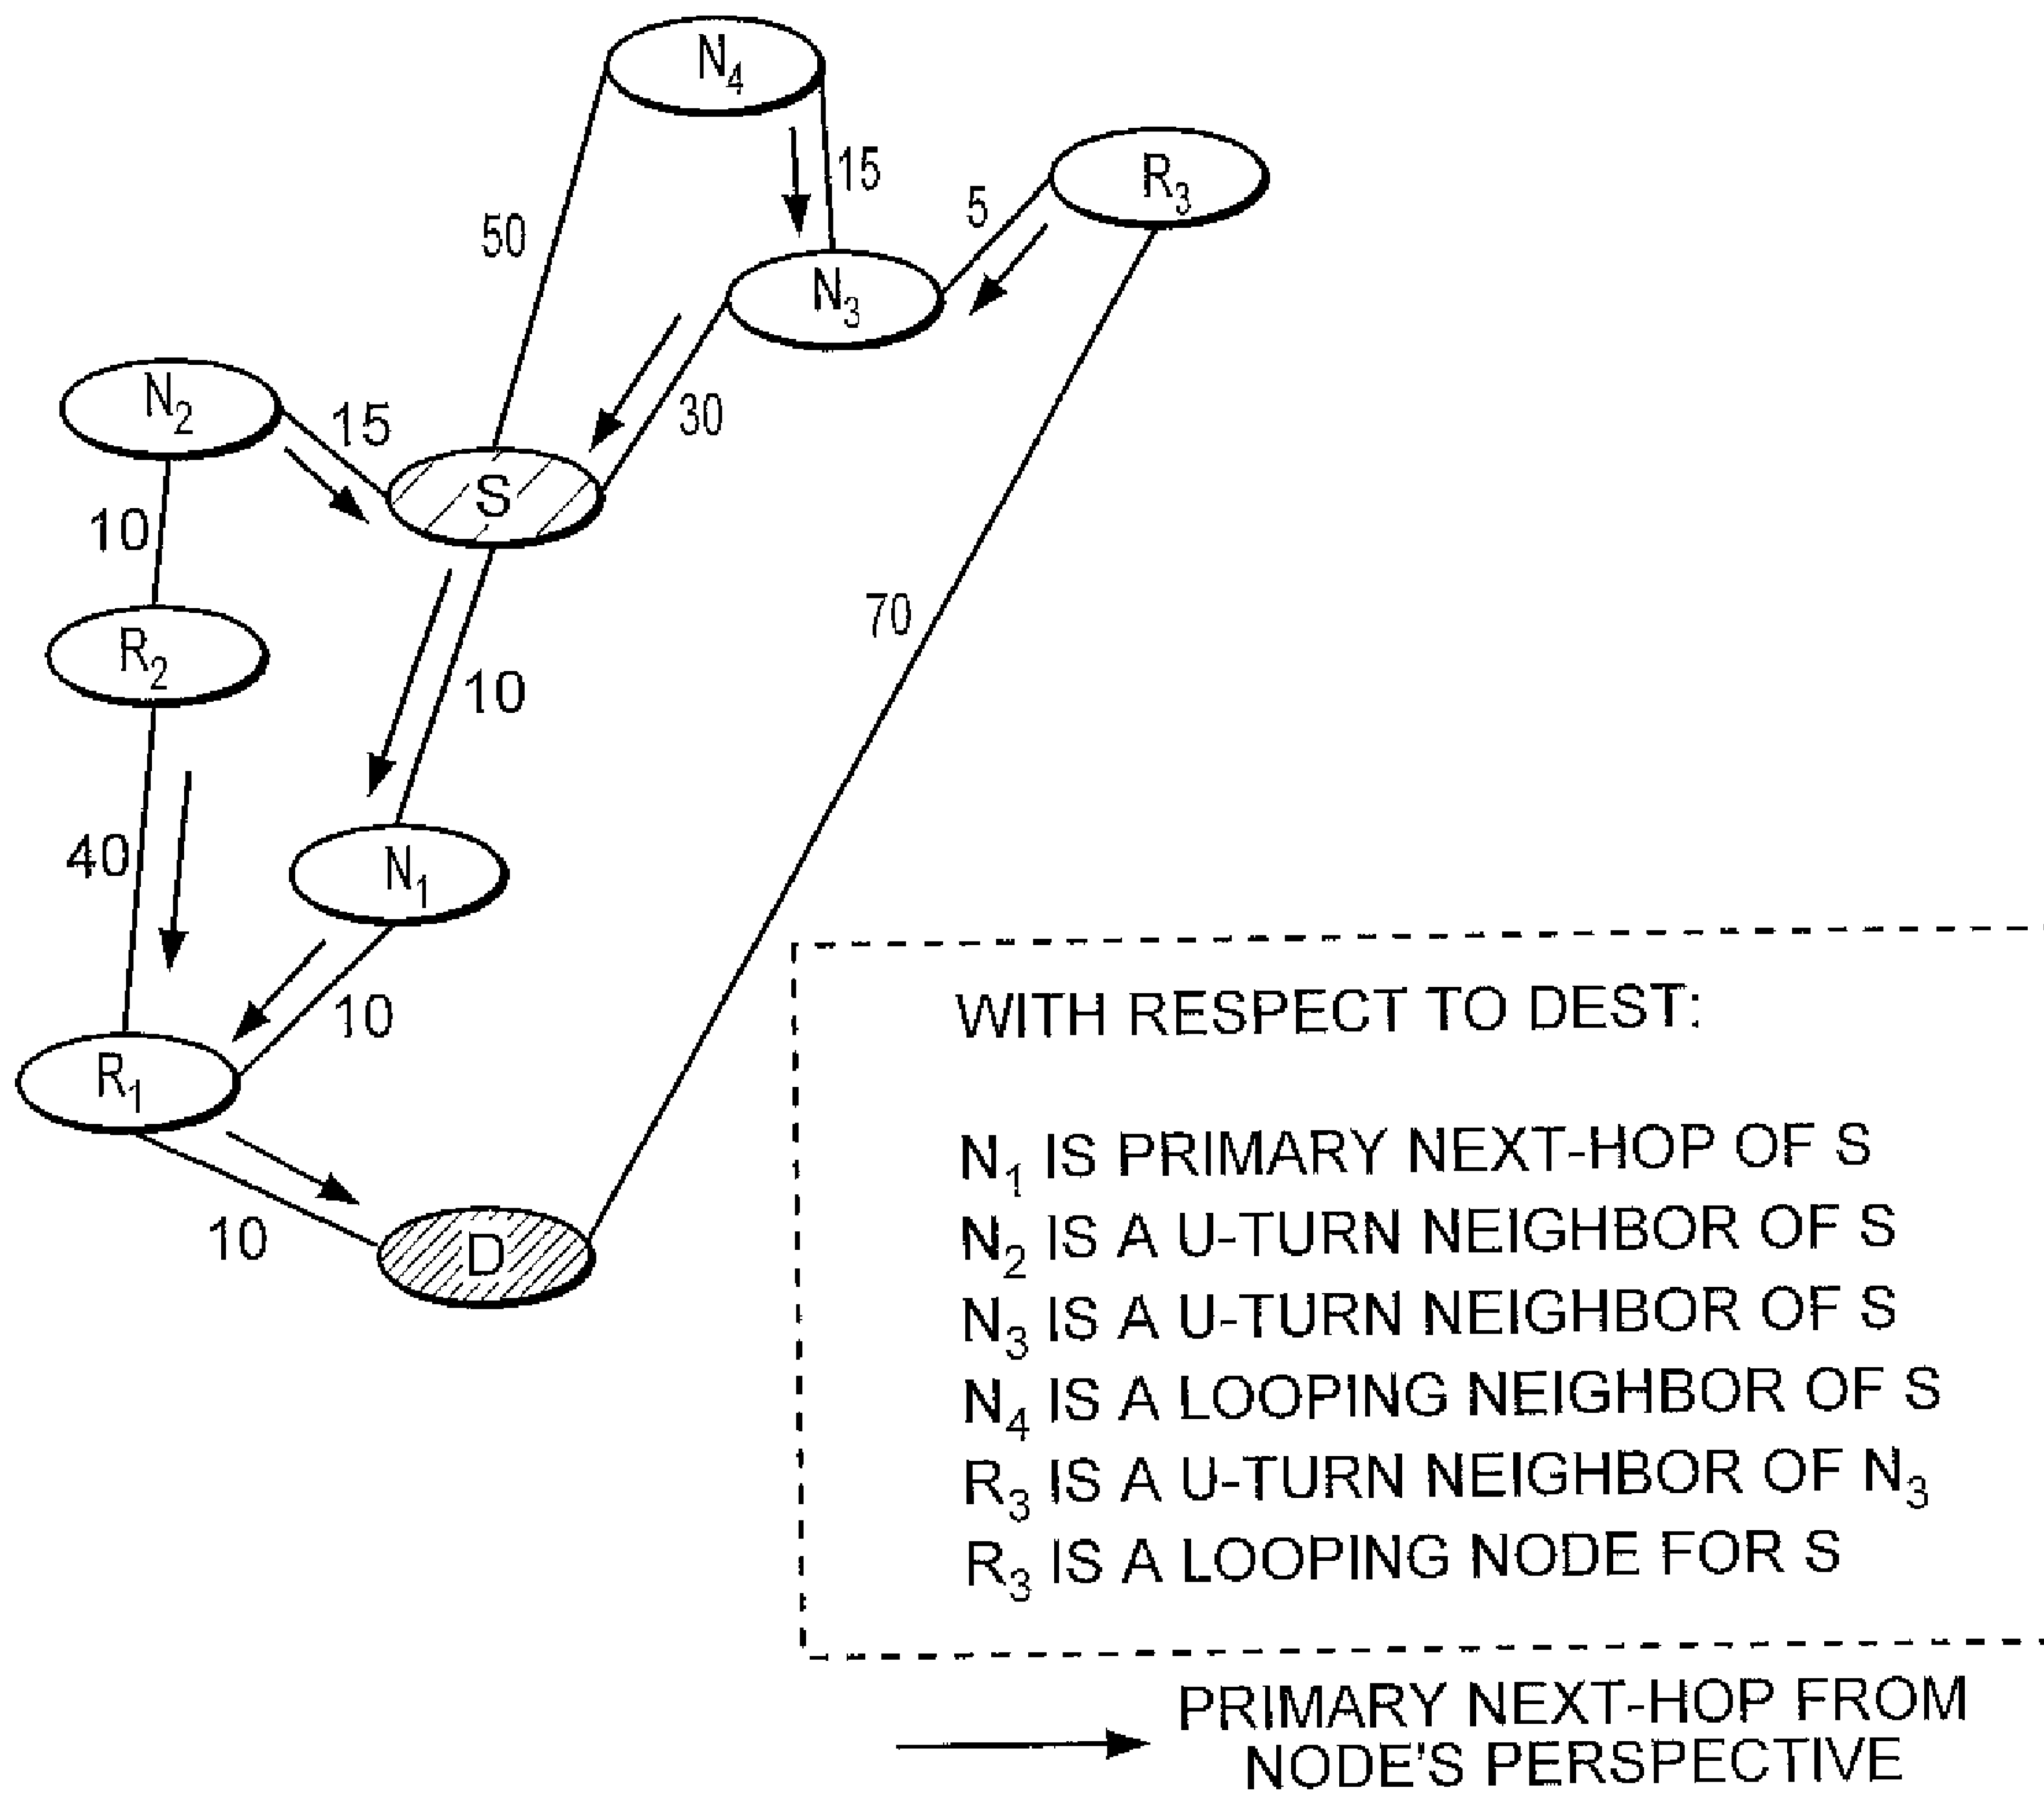 N4
15
R3
5
50
N3
N2
15
30
S
10
R2
70
10
40
N1
10
R1
10
D
WITH RESPECT TO DEST:
N1 IS PRIMARY NEXT-HOP OF S
N2 IS A U-TURN NEIGHBOR OF S
N3 IS A U-TURN NEIGHBOR OF S
N4 IS A LOOPING NEIGHBOR OF S
R3 IS A U-TURN NEIGHBOR OF N3
R3 IS A LOOPING NODE FOR S
PRIMARY NEXT-HOP FROM
NODE'S PERSPECTIVE